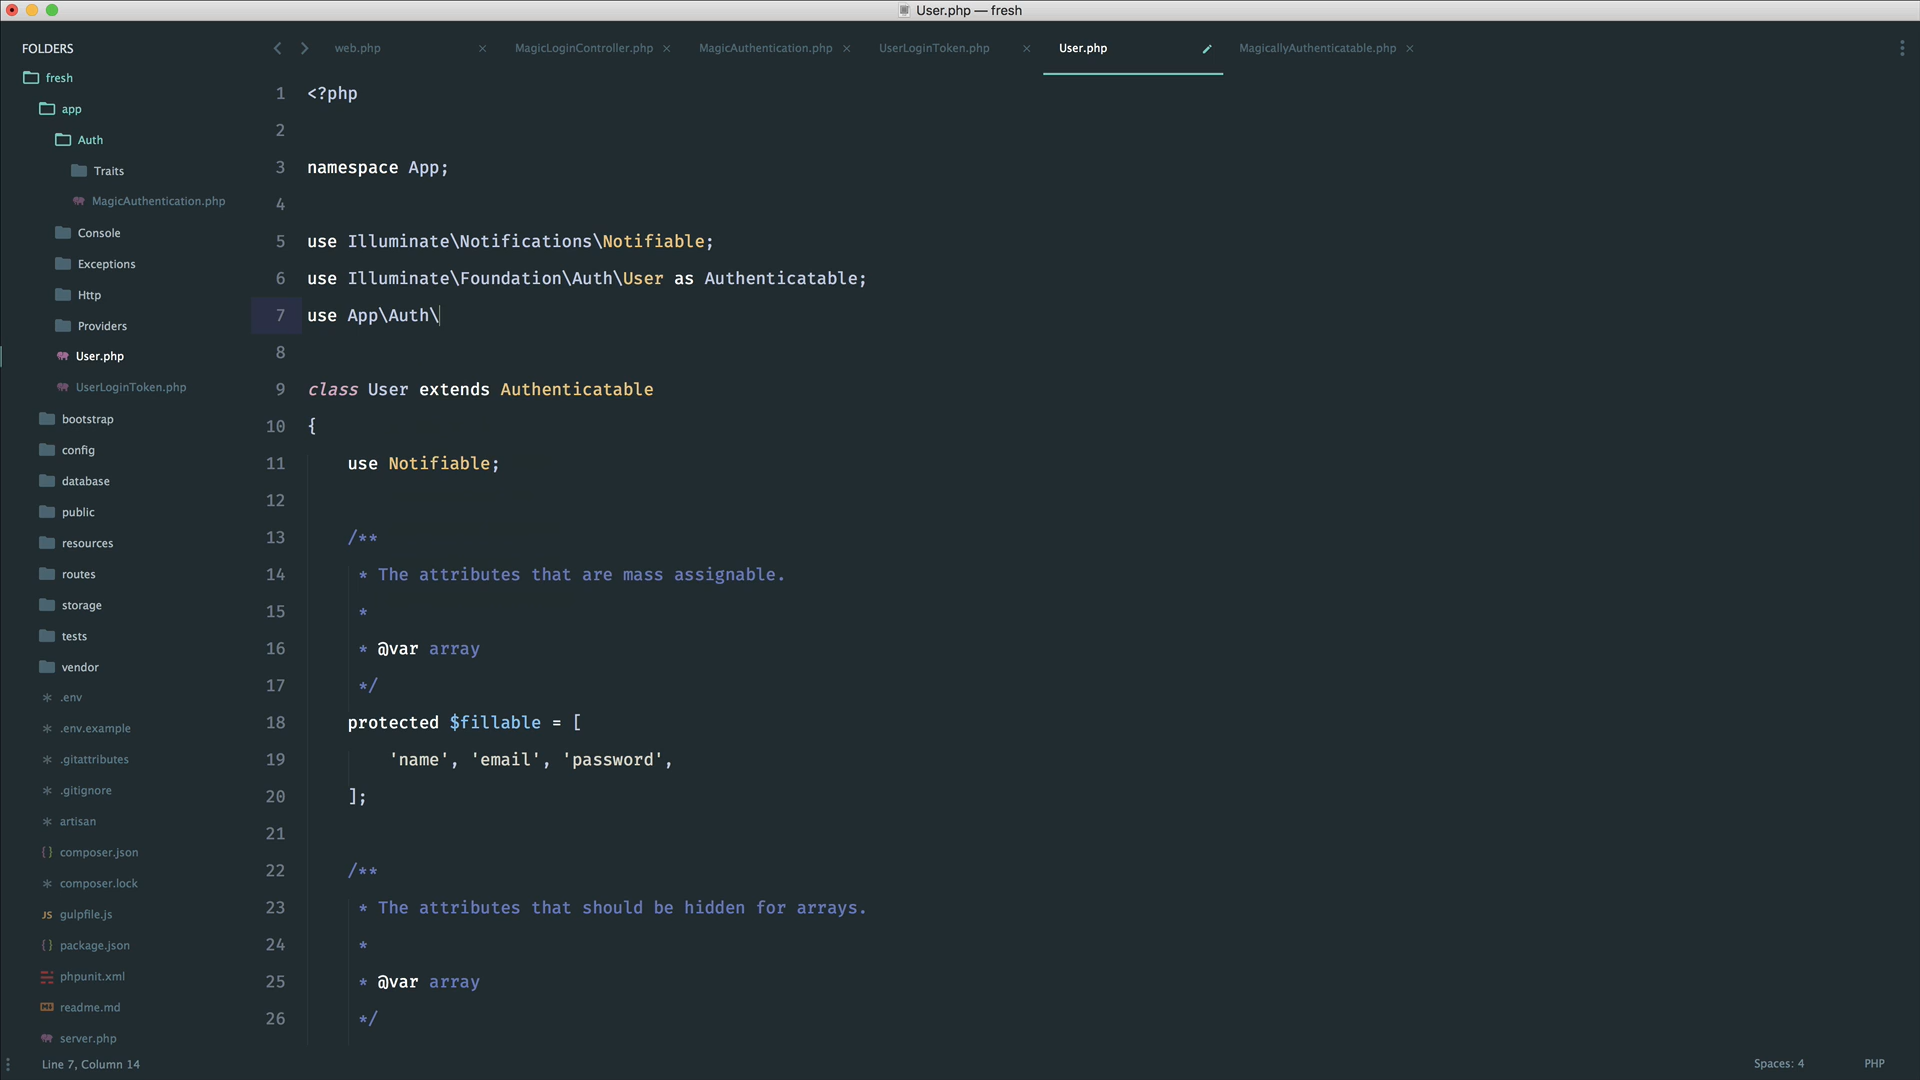 User.php — fresh
FOLDERS
fresh
app
Auth
Traits
MagicAuthentication.php
Console
Exceptions
Http
Providers
User.php
UserLoginToken.php
bootstrap
config
database
public
resources
routes
storage
tests
vendor
.env
.env.example
.gitattributes
.gitignore
artisan
composer.json
composer.lock
JS gulpfile.js
package.json
phpunit.xml
readme.md
server.php
web.php
MagicLoginController.php
MagicAuthentication.php
UserLoginToken.php
User.php
MagicallyAuthenticatable.php
1 <?php
2
3 namespace App;
4
5 use Illuminate\Notifications\Notifiable;
6 use Illuminate\Foundation\Auth\User as Authenticatable;
7 use App\Auth\
8
9 class User extends Authenticatable
10 {
11 use Notifiable;
12
13 /**
14 * The attributes that are mass assignable.
15 *
16 * @var array
17 */
18 protected $fillable = [
19 'name', 'email', 'password',
20 ];
21
22 /**
23 * The attributes that should be hidden for arrays.
24 *
25 * @var array
26 */
Line 7, Column 14
Spaces: 4
PHP